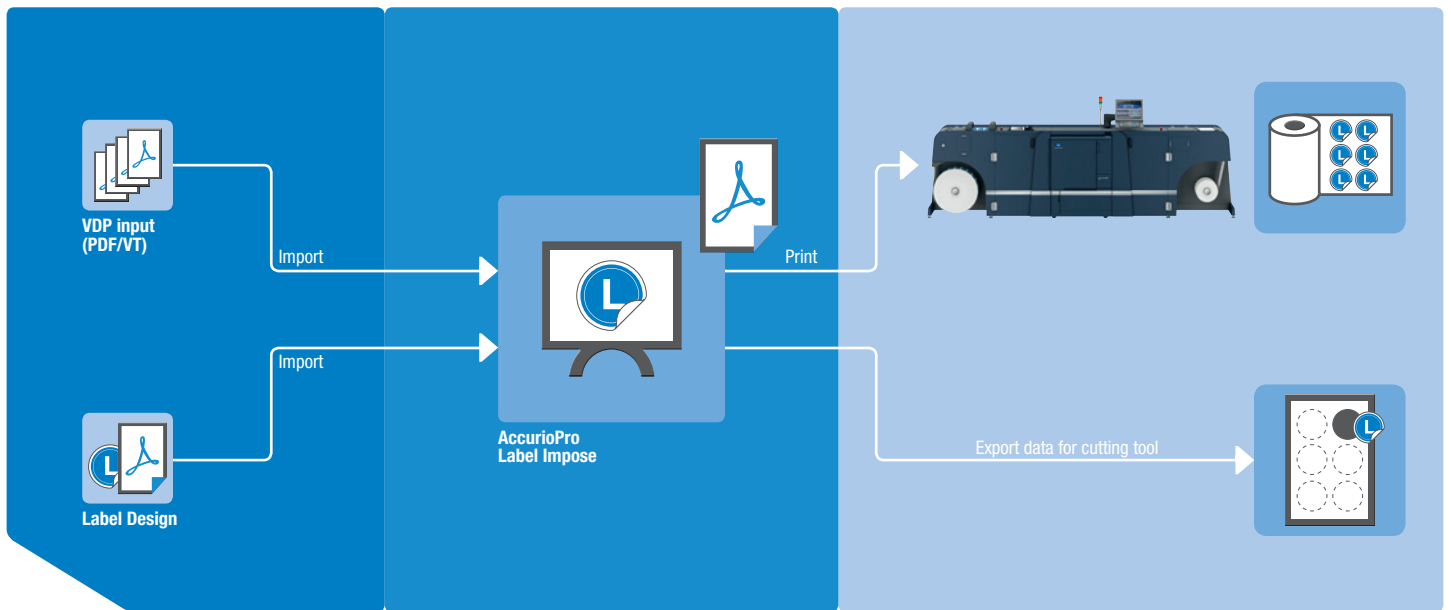 VDP input
(PDF/VT)
Import
Import
Label Design
L
L
AccurioPro
Label Impose
Print
Export data for cutting tool
L
L
L
L
L
L
L